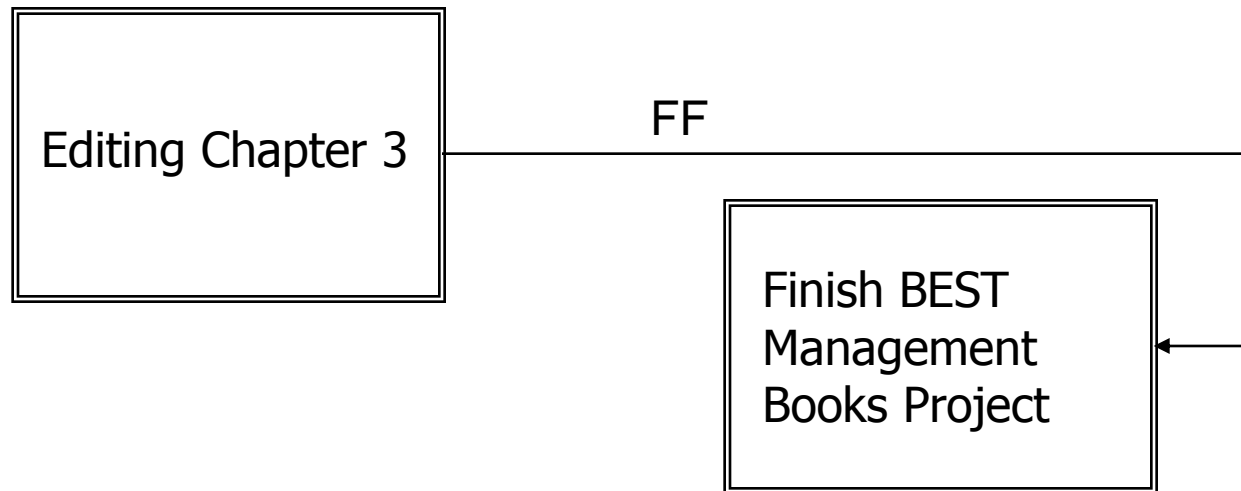 FF
Editing Chapter 3
Finish BEST
Management
Books Project